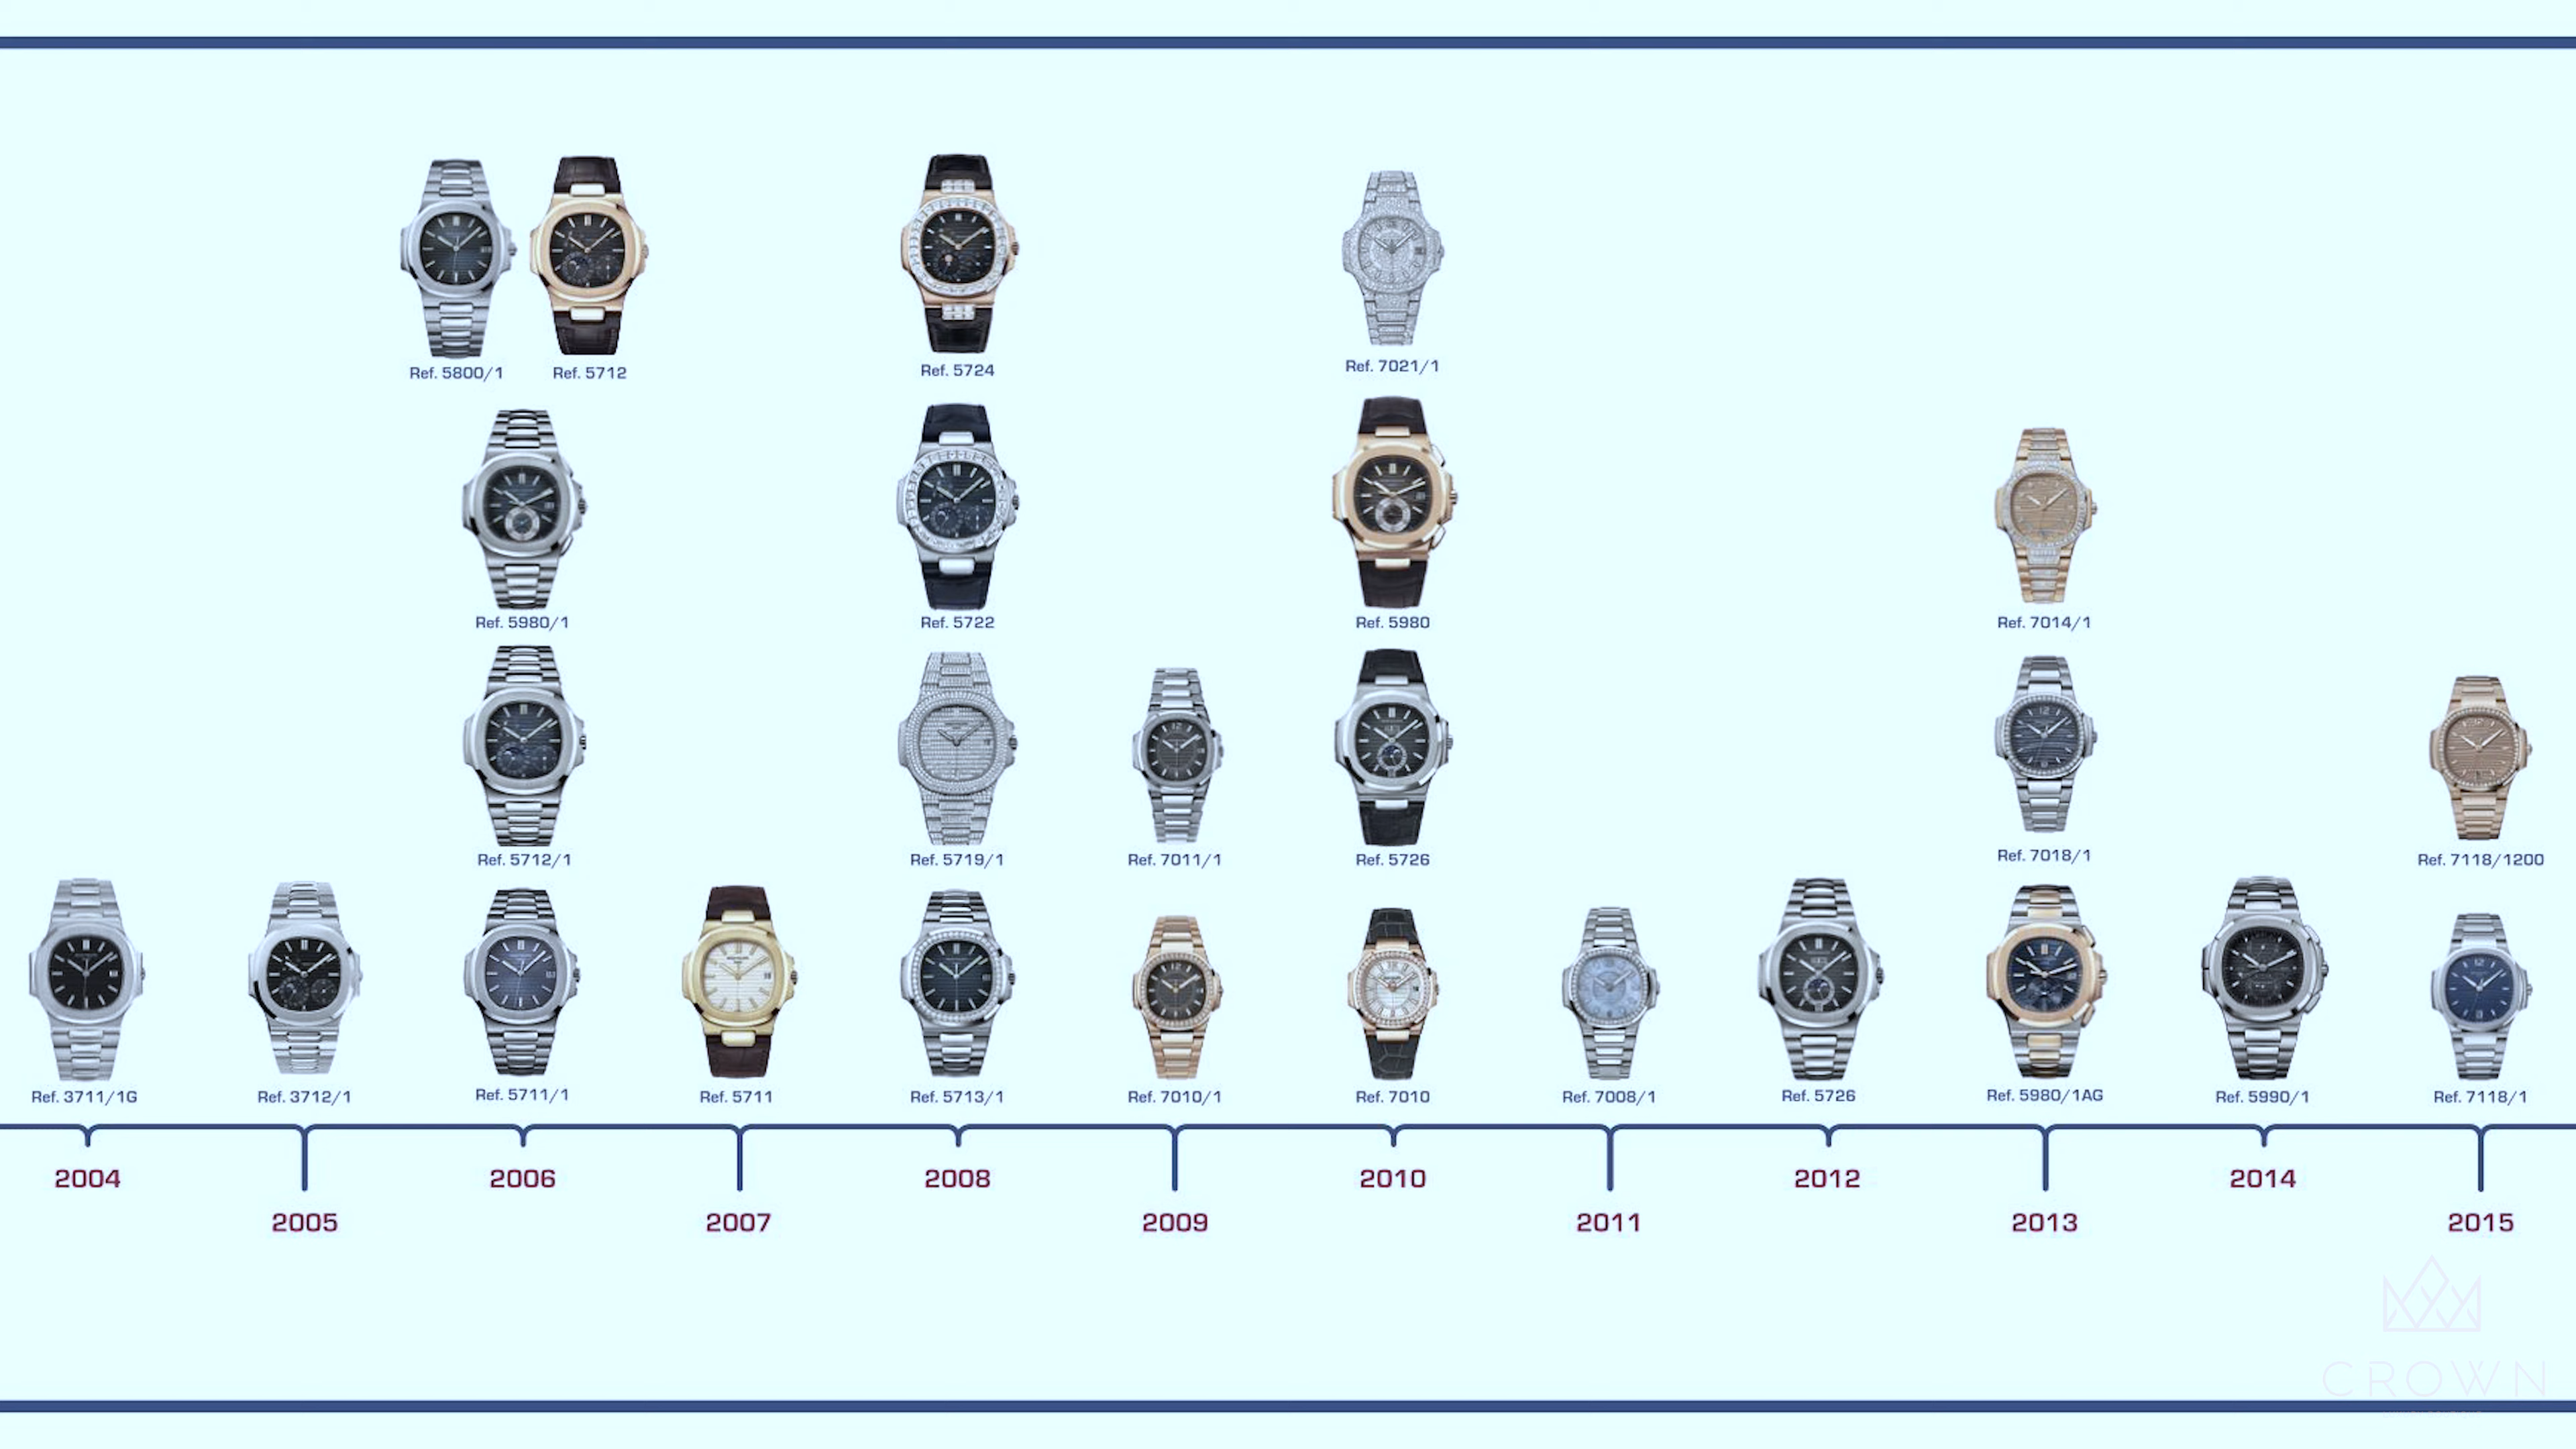 Ref. 5800/1 Ref. 5712 Ref. 5724 Ref. 7021/1
Ref. 5980/1 Ref. 5722 Ref. 5980 Ref. 7014/1
Ref. 5712/1 Ref. 5719/1 Ref. 7011/1 Ref. 5726 Ref. 7018/1 Ref. 7118/1200
Ref. 3711/1G Ref. 3712/1 Ref. 5711/1 Ref. 5711 Ref. 5713/1 Ref. 7010/1 Ref. 7010 Ref. 7008/1 Ref. 5726 Ref. 5980/1AG Ref. 5990/1 Ref. 7118/1
2004 2006 2008 2010 2012 2014
2005 2007 2009 2011 2013 2015
CROWN